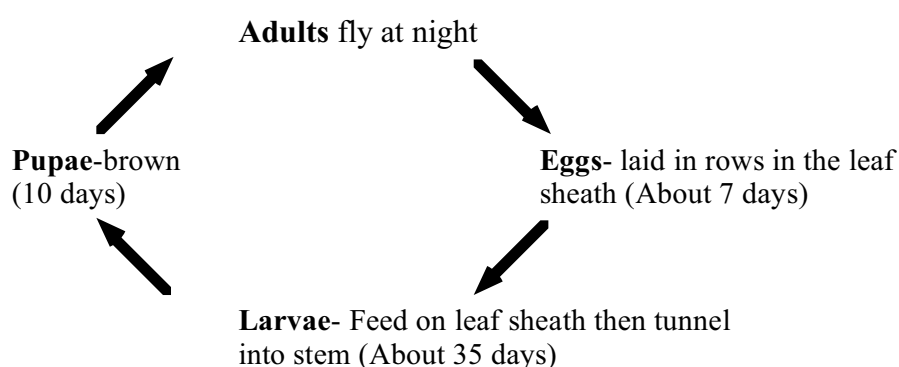 Adults fly at night
Pupae-brown
(10 days)
Eggs- laid in rows in the leaf
sheath (About 7 days)
Larvae- Feed on leaf sheath then tunnel
into stem (About 35 days)